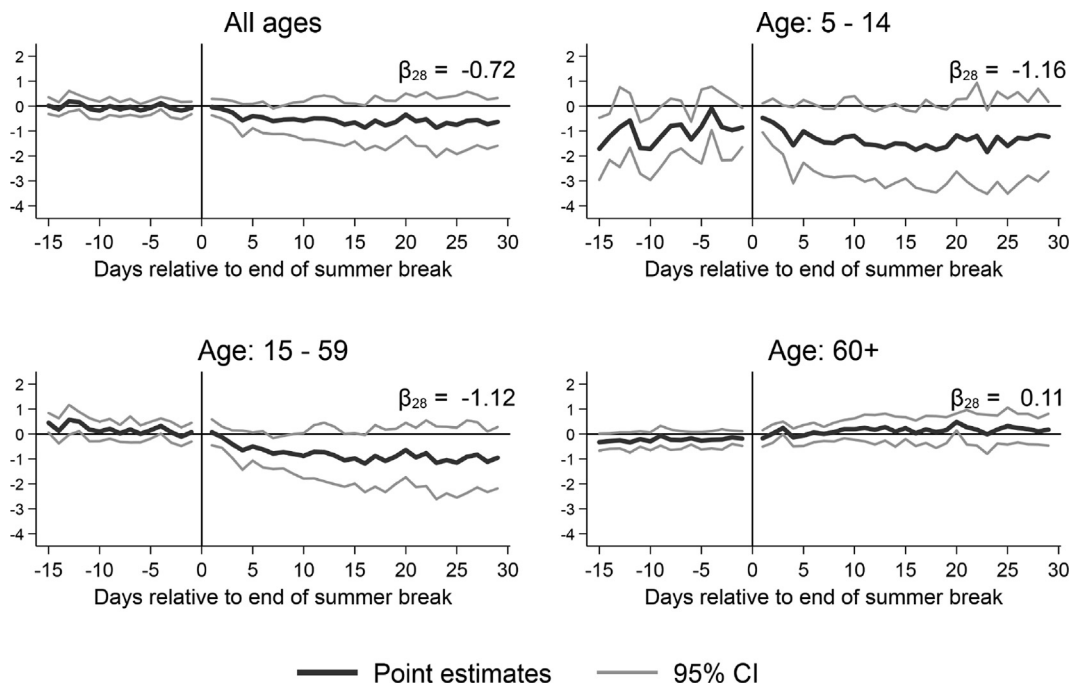 All ages
β₂₈ = -0.72
2
1
0
-1
-2
-3
-4
-15 -10 -5 0 5 10 15 20 25 30
Days relative to end of summer break
Age: 5 - 14
β₂₈ = -1.16
2
1
0
-1
-2
-3
-4
-15 -10 -5 0 5 10 15 20 25 30
Days relative to end of summer break
Age: 15 - 59
β₂₈ = -1.12
2
1
0
-1
-2
-3
-4
-15 -10 -5 0 5 10 15 20 25 30
Days relative to end of summer break
Age: 60+
β₂₈ = 0.11
2
1
0
-1
-2
-3
-4
-15 -10 -5 0 5 10 15 20 25 30
Days relative to end of summer break
Point estimates 95% CI